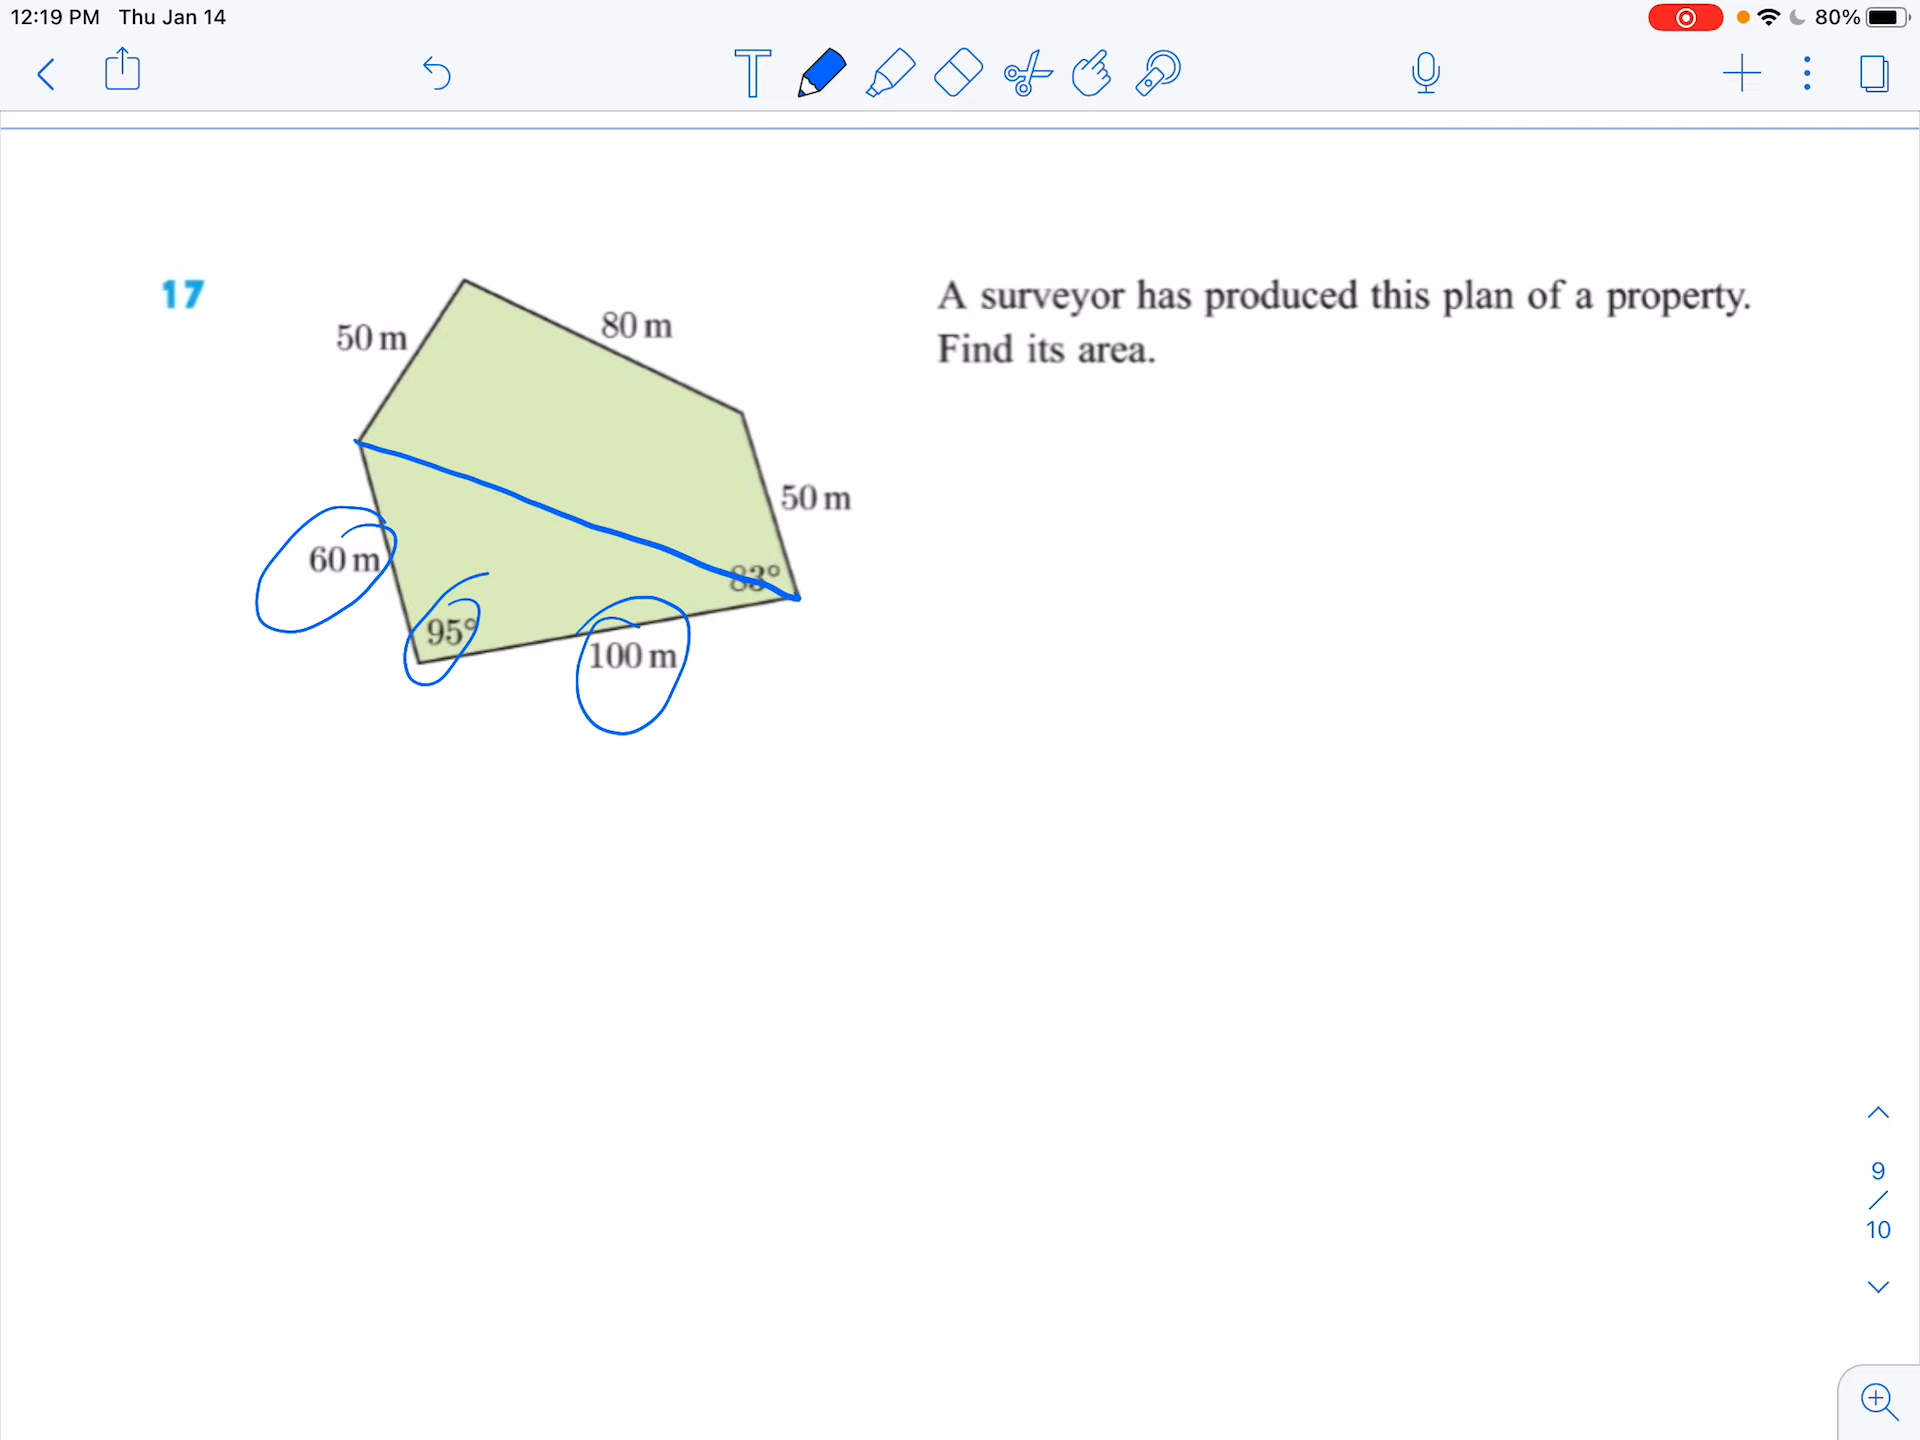 12:19 PM Thu Jan 14
80%
T
17
50 m
80 m
A surveyor has produced this plan of a property.
Find its area.
50 m
60 m
83°
95°
100 m
9
/
10